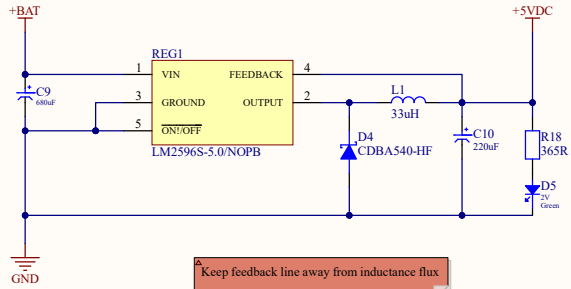 +BAT
+5VDC
REG1
1
VIN
FEEDBACK
4
L1
C9
680uF
3
GROUND
OUTPUT
2
33uH
5
ON!/OFF
D4
CDBA540-HF
C10
220uF
R18
365R
LM2596S-5.0/NOPB
D5
2V
Green
GND
Keep feedback line away from inductance flux